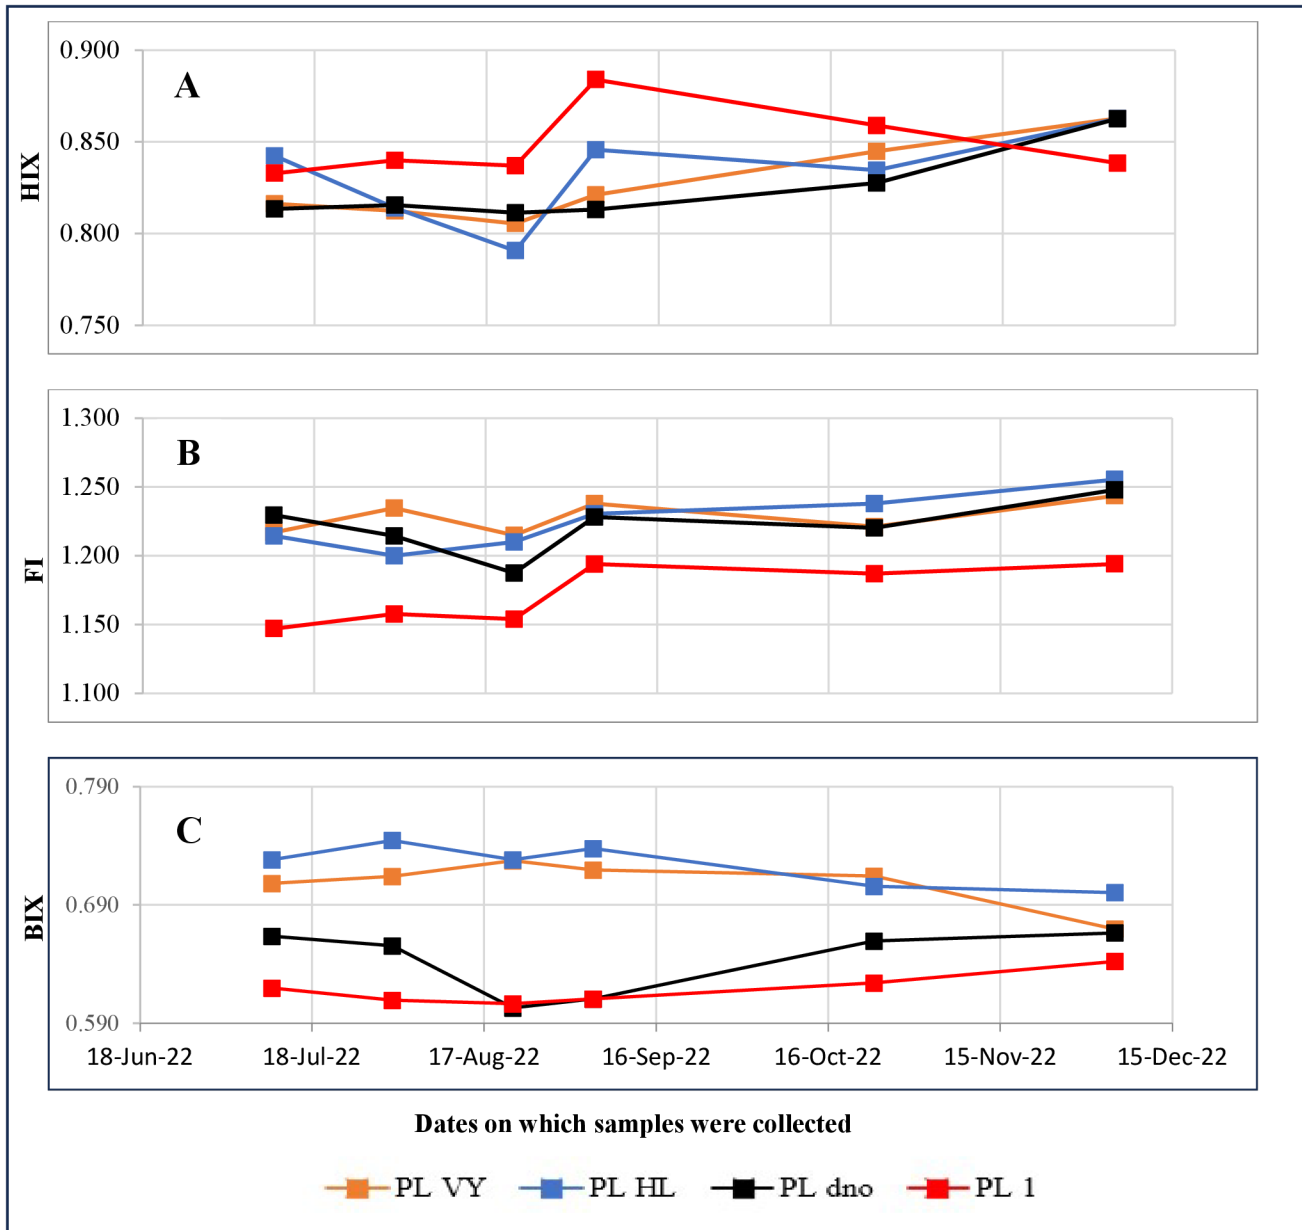 A
HIX
0.900
0.850
0.800
0.750
B
FI
1.300
1.250
1.200
1.150
1.100
C
BIX
0.790
0.690
0.590
18-Jun-22 18-Jul-22 17-Aug-22 16-Sep-22 16-Oct-22 15-Nov-22 15-Dec-22
Dates on which samples were collected
PL VY PL HL PL dno PL 1